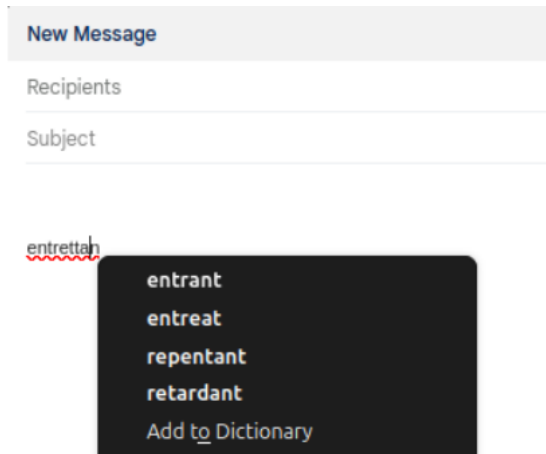 New Message
Recipients
Subject
entrettan
entrant
entreat
repentant
retardant
Add to Dictionary